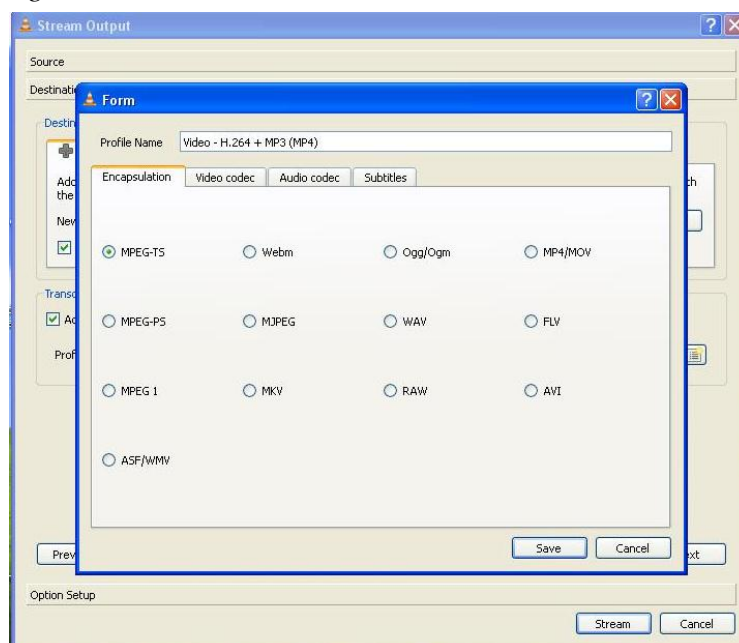 Stream Output
Source
Form
Profile Name Video - H.264 + MP3 (MP4)
Encapsulation Video codec Audio codec Subtitles
MPEG-TS Webm Ogg/Ogm MP4/MOV
MPEG-PS MJPEG WAV FLV
MPEG 1 MKV RAW AVI
ASF/WMV
Save Cancel
Option Setup
Stream Cancel